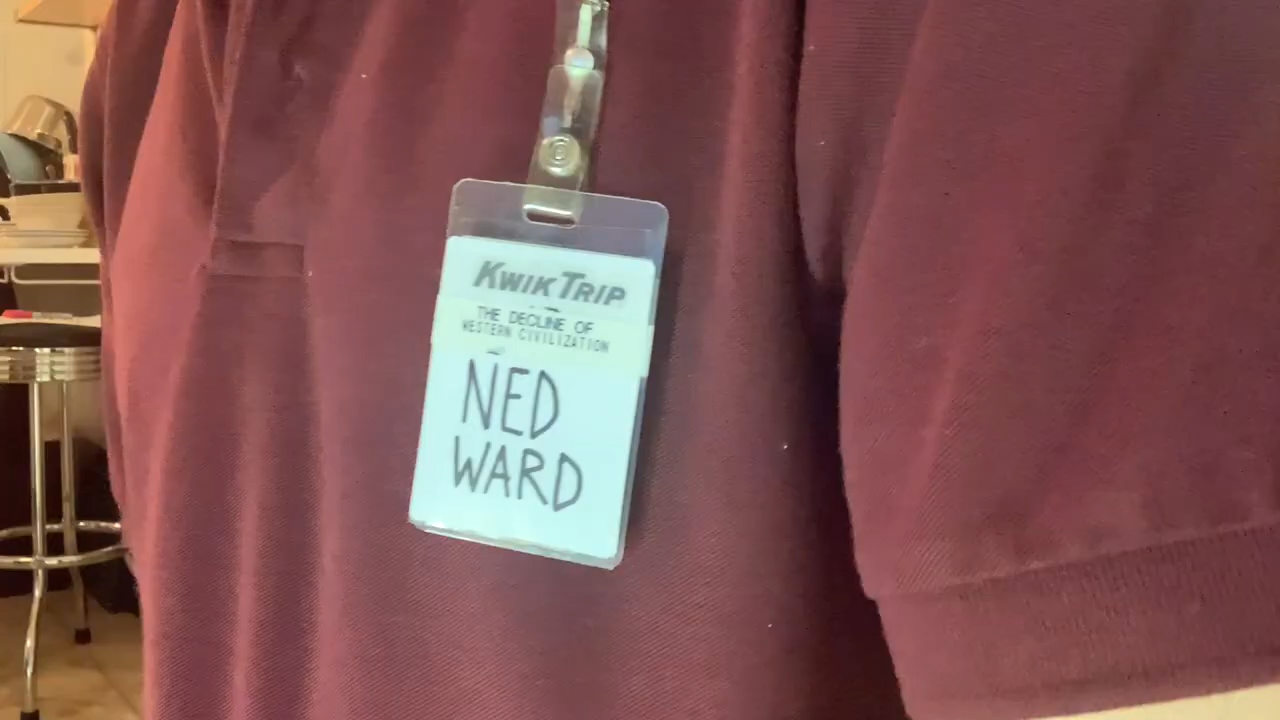 KWIK TRIP
THE DECLINE OF
WESTERN CIVILIZATION
NED
WARD